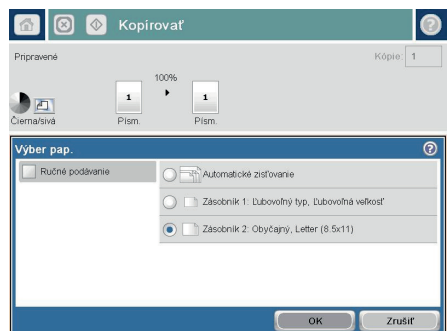 Kopírovať
Pripravené
Kópie: 1
100%
1 1
Čierna/sivá Písm. Písm.
Výber pap.
Ručné podávanie
Automatické zisťovanie
Zásobník 1: Ľubovoľný typ, Ľubovoľná veľkosť
Zásobník 2: Obyčajný, Letter (8.5x11)
OK Zrušiť